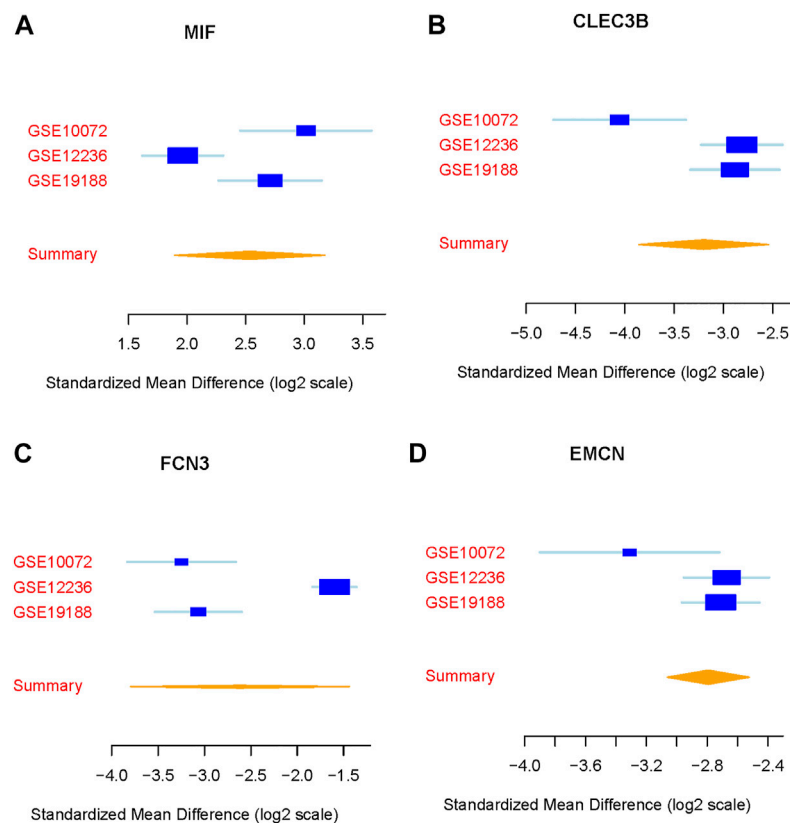 A
MIF
GSE10072
GSE12236
GSE19188
Summary
1.5 2.0 2.5 3.0 3.5
Standardized Mean Difference (log2 scale)
B
CLEC3B
GSE10072
GSE12236
GSE19188
Summary
−5.0 −4.5 −4.0 −3.5 −3.0 −2.5
Standardized Mean Difference (log2 scale)
C
FCN3
GSE10072
GSE12236
GSE19188
Summary
−4.0 −3.5 −3.0 −2.5 −2.0 −1.5
Standardized Mean Difference (log2 scale)
D
EMCN
GSE10072
GSE12236
GSE19188
Summary
−4.0 −3.6 −3.2 −2.8 −2.4
Standardized Mean Difference (log2 scale)